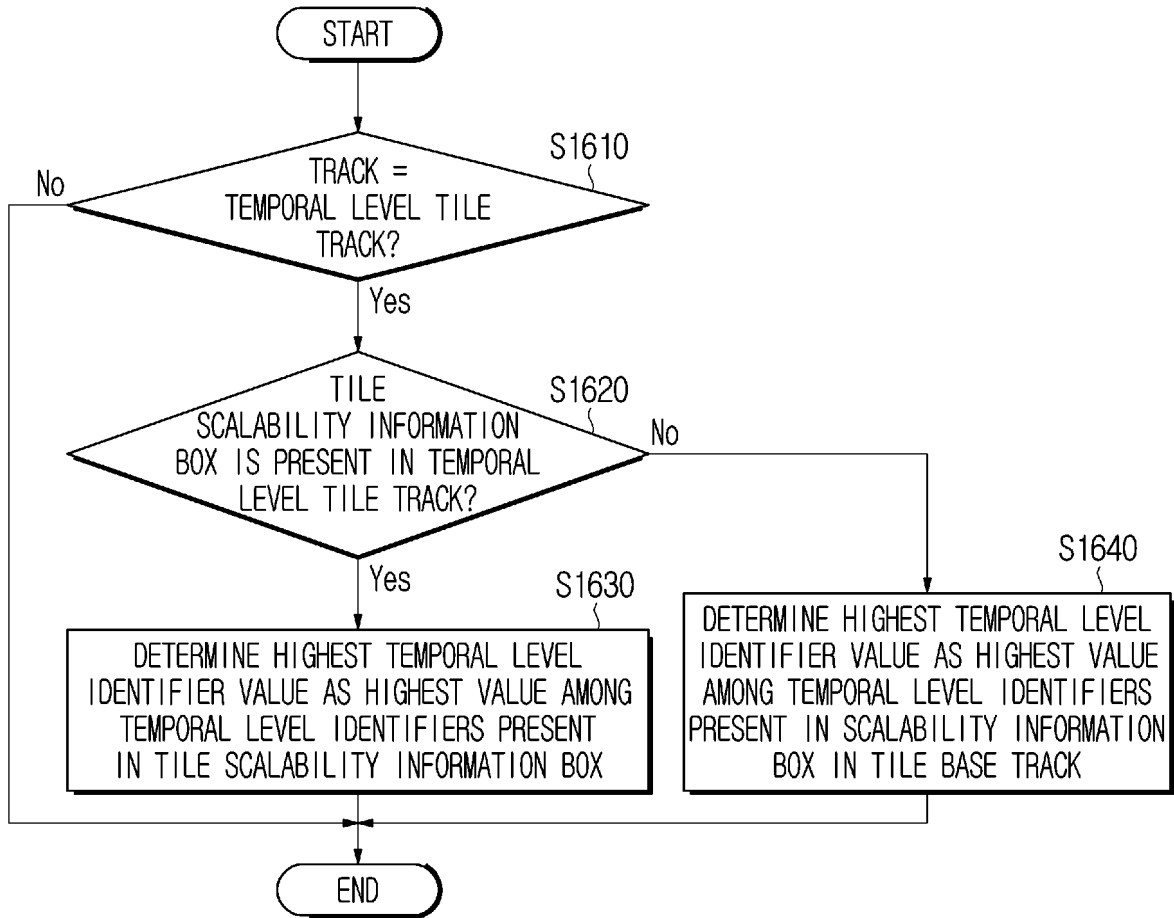 START
S1610
TRACK =
TEMPORAL LEVEL TILE
TRACK?
No
Yes
S1620
TILE
SCALABILITY INFORMATION
BOX IS PRESENT IN TEMPORAL
LEVEL TILE TRACK?
No
Yes
S1630
DETERMINE HIGHEST TEMPORAL LEVEL
IDENTIFIER VALUE AS HIGHEST VALUE AMONG
TEMPORAL LEVEL IDENTIFIERS PRESENT
IN TILE SCALABILITY INFORMATION BOX
S1640
DETERMINE HIGHEST TEMPORAL LEVEL
IDENTIFIER VALUE AS HIGHEST VALUE
AMONG TEMPORAL LEVEL IDENTIFIERS
PRESENT IN SCALABILITY INFORMATION
BOX IN TILE BASE TRACK
END